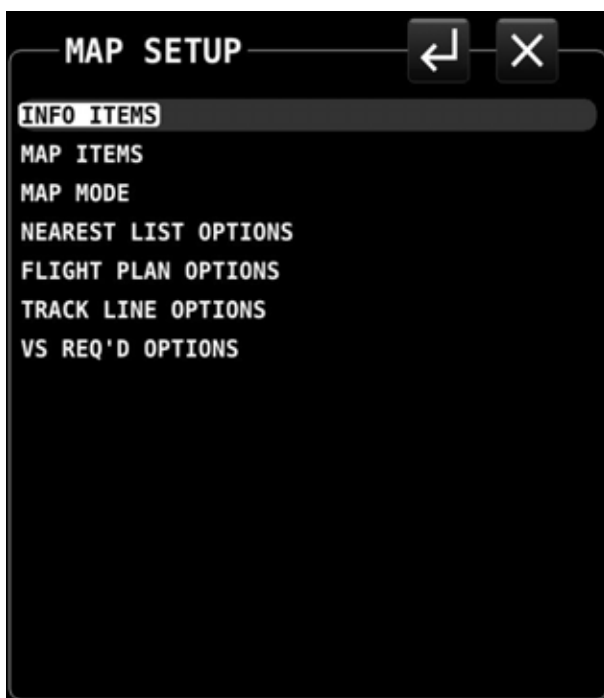 MAP SETUP
INFO ITEMS
MAP ITEMS
MAP MODE
NEAREST LIST OPTIONS
FLIGHT PLAN OPTIONS
TRACK LINE OPTIONS
VS REQ'D OPTIONS